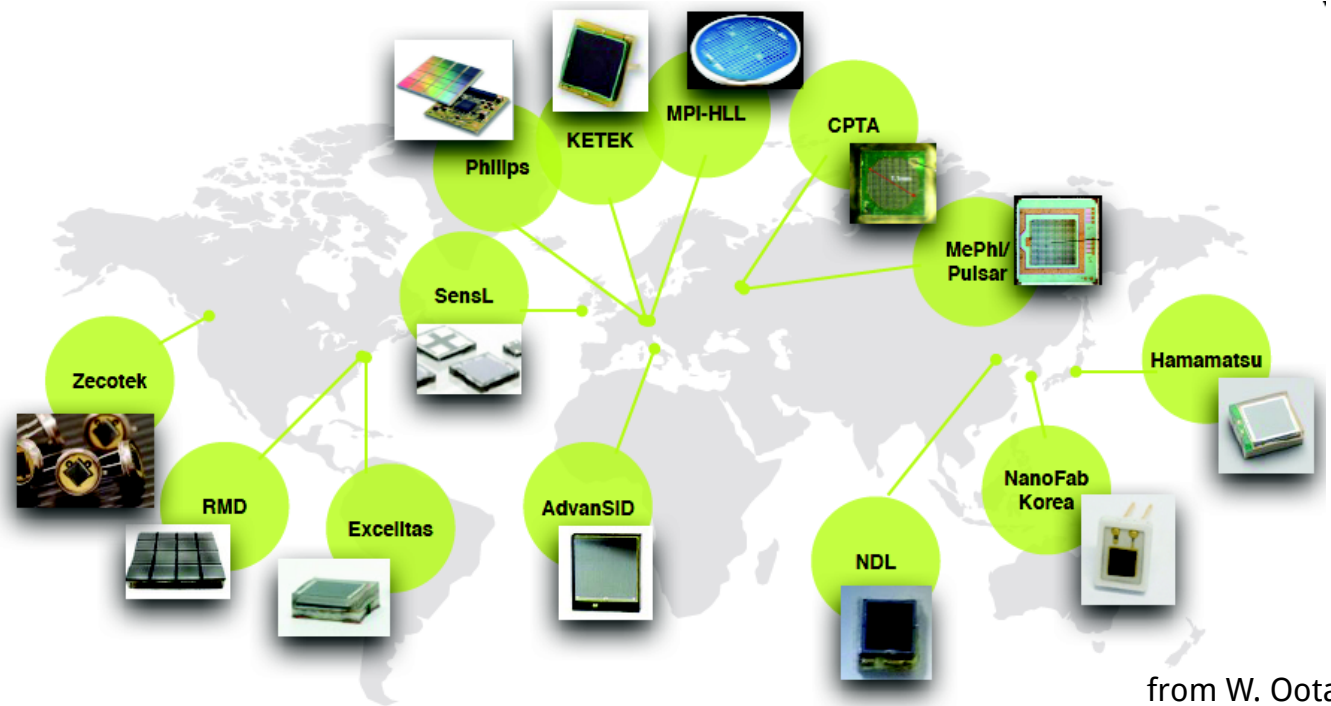 MPI-HLL
KETEK
CPTA
Philips
MePhI/
Pulsar
SensL
Hamamatsu
Zecotek
NanoFab
Korea
RMD
AdvanSID
Excelitas
NDL
from W. Oota